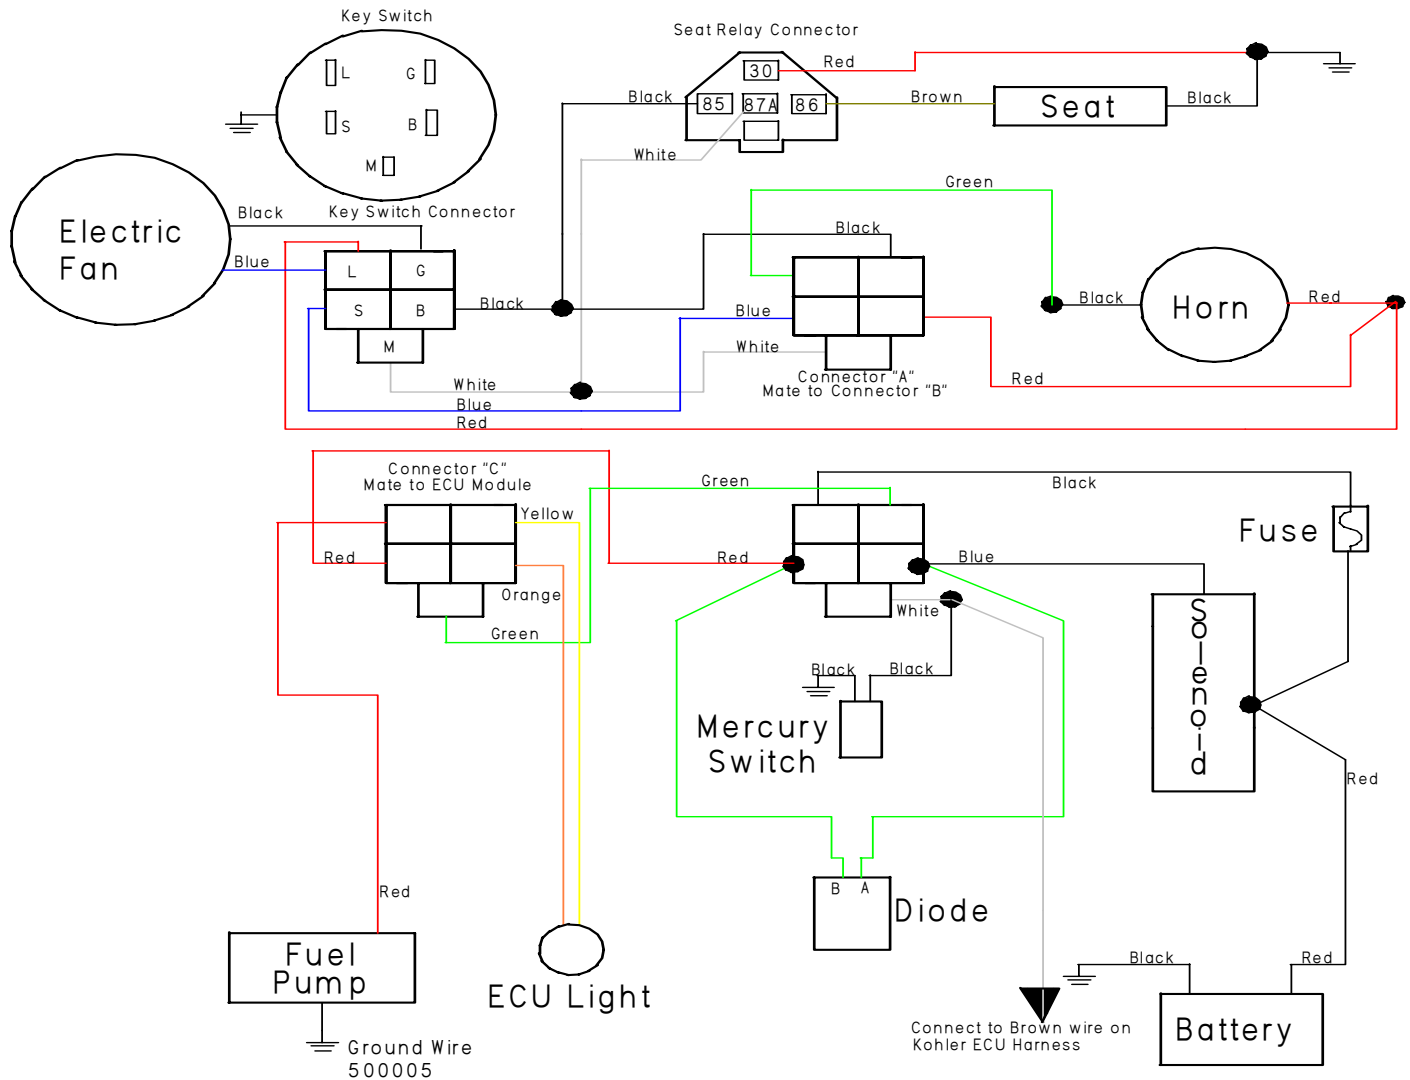 Key Switch
L
G
S
B
M
Seat Relay Connector
30
Red
Black
85
87A
86
Brown
Seat
Black
White
Green
Electric
Fan
Black
Key Switch Connector
Blue
L
G
S
B
M
Black
Black
Blue
White
Connector "A"
Mate to Connector "B"
Black
Horn
Red
Red
White
Blue
Red
Connector "C"
Mate to ECU Module
Yellow
Red
Orange
Green
Green
Red
Black
Fuse
Blue
White
Solenoid
Black
Black
Mercury
Switch
Red
B
A
Diode
Red
Fuel
Pump
ECU Light
Ground Wire
500005
Connect to Brown wire on
Kohler ECU Harness
Black
Red
Battery